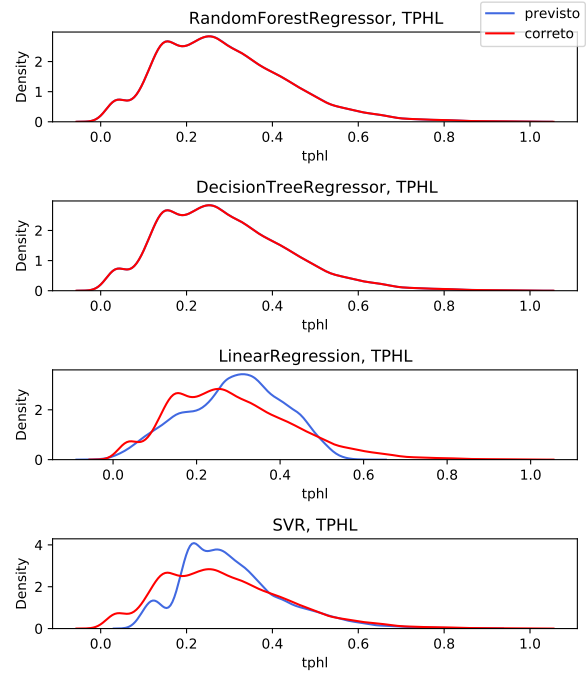 RandomForestRegressor, TPHL
previsto
correto
Density
2
1
0
0.0 0.2 0.4 0.6 0.8 1.0
tphl
DecisionTreeRegressor, TPHL
Density
2
1
0
0.0 0.2 0.4 0.6 0.8 1.0
tphl
LinearRegression, TPHL
Density
2
0
0.0 0.2 0.4 0.6 0.8 1.0
tphl
SVR, TPHL
Density
4
2
0
0.0 0.2 0.4 0.6 0.8 1.0
tphl